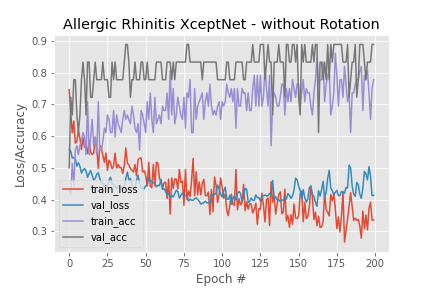 Allergic Rhinitis XceptNet - without Rotation
Loss/Accuracy
0.9
0.8
0.7
0.6
0.5
0.4
0.3
train_loss
val_loss
train_acc
val_acc
0 25 50 75 100 125 150 175 200
Epoch #